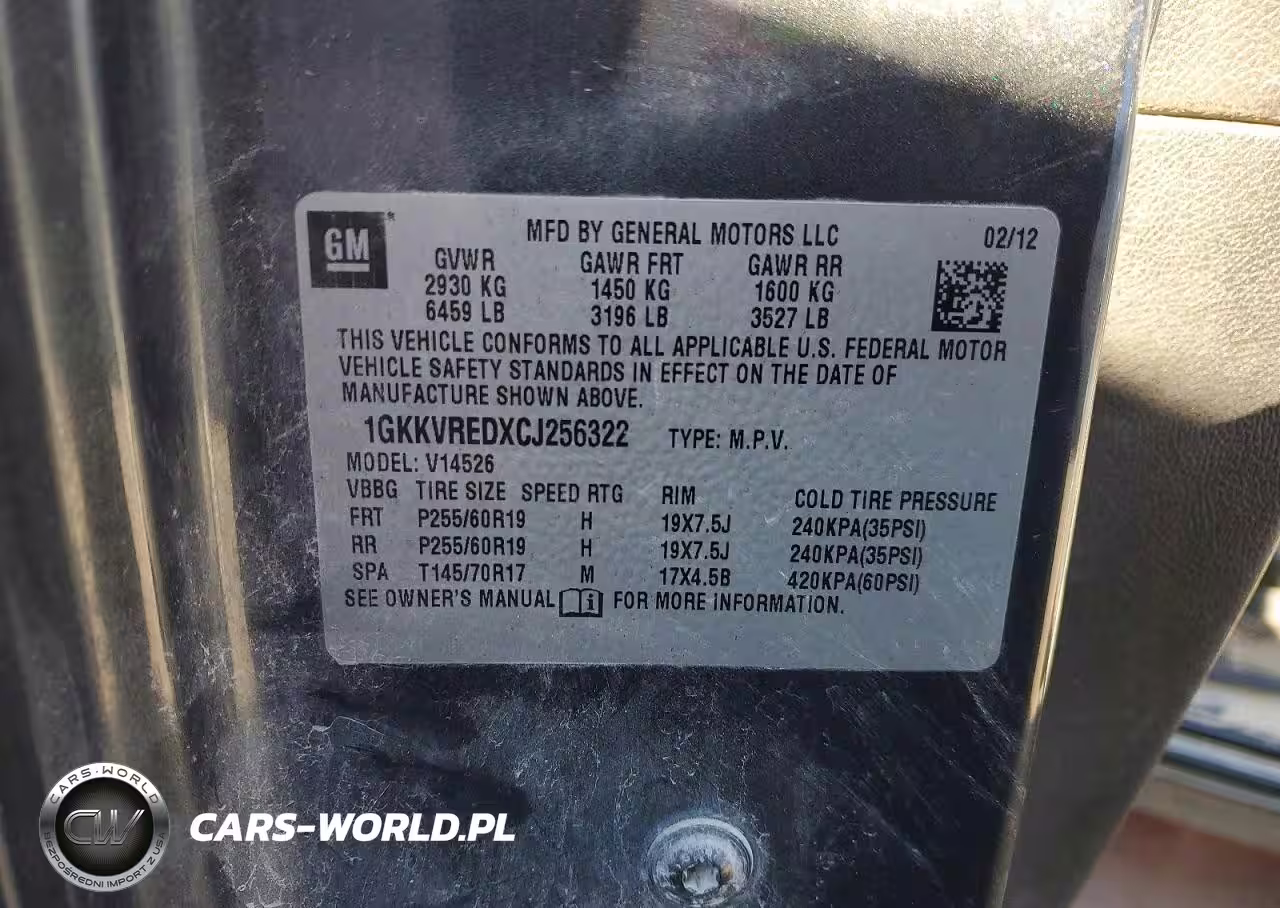 GM
MFD BY GENERAL MOTORS LLC 02/12
GVWR GAWR FRT GAWR RR
2930 KG 1450 KG 1600 KG
6459 LB 3196 LB 3527 LB
THIS VEHICLE CONFORMS TO ALL APPLICABLE U.S. FEDERAL MOTOR
VEHICLE SAFETY STANDARDS IN EFFECT ON THE DATE OF
MANUFACTURE SHOWN ABOVE.
1GKKVREDXCJ256322 TYPE: M.P.V.
MODEL: V14526
VBBG TIRE SIZE SPEED RTG RIM COLD TIRE PRESSURE
FRT P255/60R19 H 19X7.5J 240KPA(35PSI)
RR P255/60R19 H 19X7.5J 240KPA(35PSI)
SPA T145/70R17 M 17X4.5B 420KPA(60PSI)
SEE OWNER'S MANUAL FOR MORE INFORMATION.
CARS-WORLD
CW
BEZPOŚREDNI IMPORT Z USA
CARS-WORLD.PL